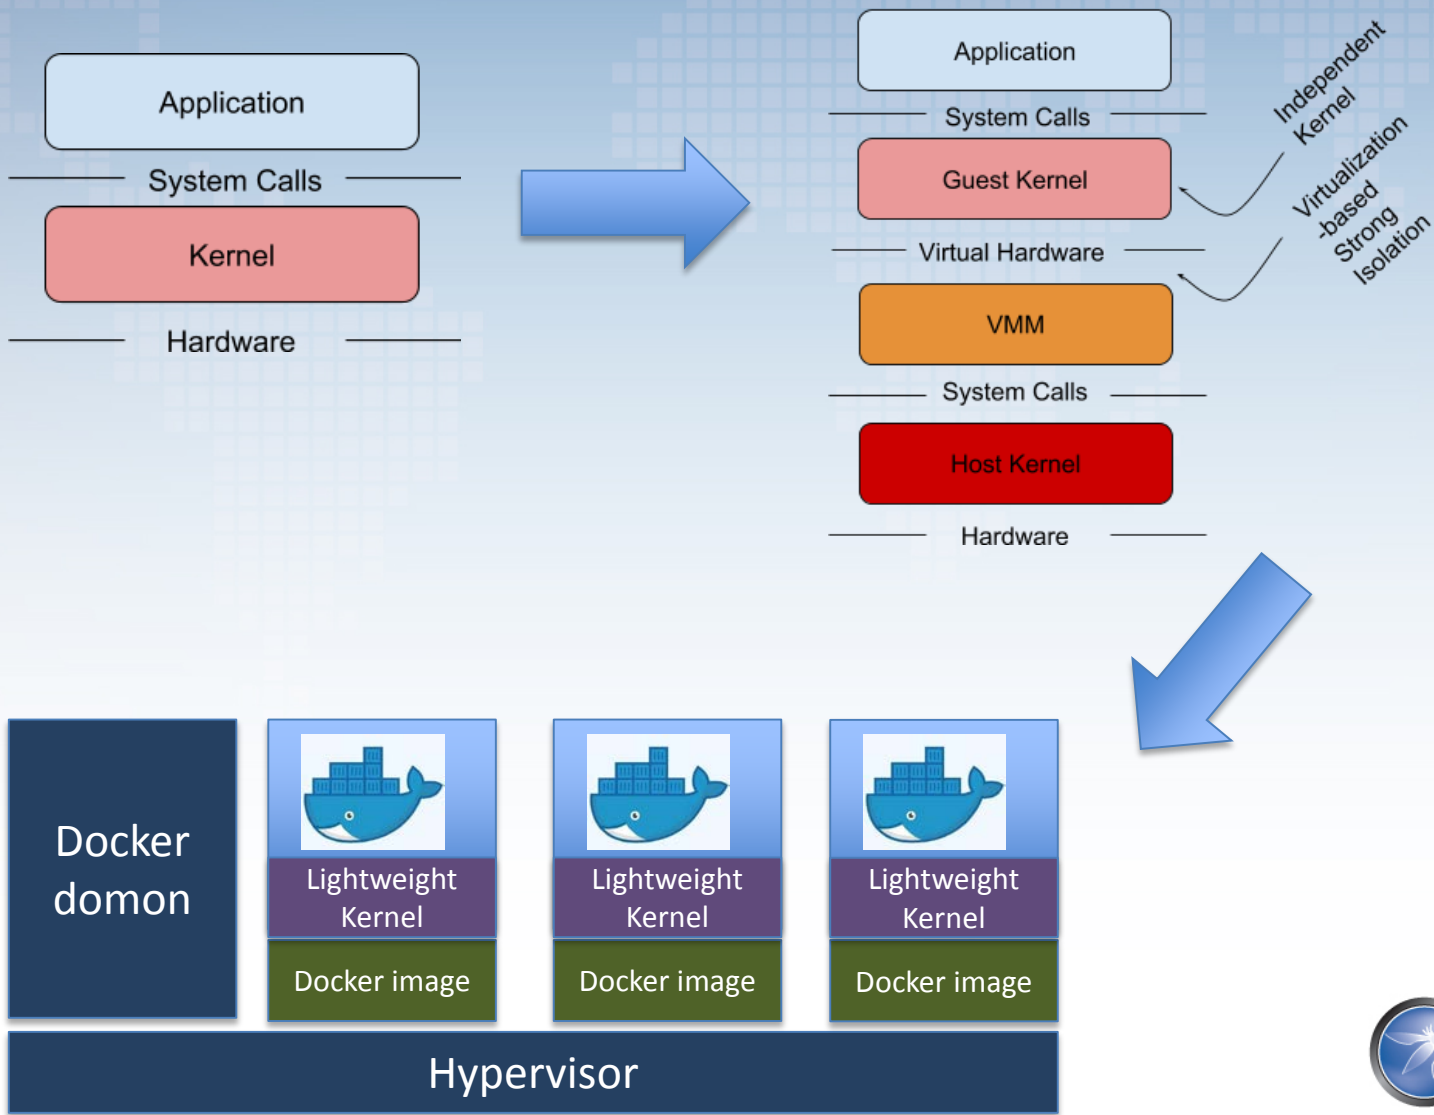 Application
System Calls
Kernel
Hardware
Application
System Calls
Guest Kernel
Virtual Hardware
VMM
System Calls
Host Kernel
Hardware
Independent
Kernel
Virtualization
-based
Strong
Isolation
Docker
domon
Lightweight
Kernel
Docker image
Lightweight
Kernel
Docker image
Lightweight
Kernel
Docker image
Hypervisor